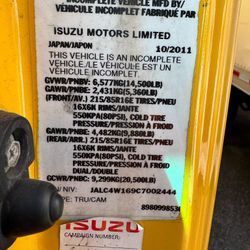 INCOMPLETE VEHICLE MFD BY/
VÉHICULE INCOMPLET FABRIQUÉ PAR
ISUZU MOTORS LIMITED
JAPAN/JAPON 10/2011
THIS VEHICLE IS AN INCOMPLETE
VEHICLE/LE VÉHICULE EST UN
VÉHICULE INCOMPLET
GVWR/PNBV: 6,577KG(14,500LB)
GAWR/PNBE: 2,431KG(5,360LB)
(FRONT/AV.) 215/85R16E TIRES/PNEU
16X6K RIMS/JANTE
550KPA(80PSI), COLD TIRE
PRESSURE/PRESSION À FROID
GAWR/PNBE: 4,482KG(9,880LB)
(REAR/ARR.) 215/85R16E TIRES/PNEU
16X6K RIMS/JANTE
550KPA(80PSI), COLD TIRE
PRESSURE/PRESSION À FROID
DUAL/DOUBLE
GCWR: 9,299KG(20,500LB)
VIN/NIV: JALC4W169C7002444
TYPE: TRU/CAM
8980998530
ISUZU
CAMPAIGN NUMBER